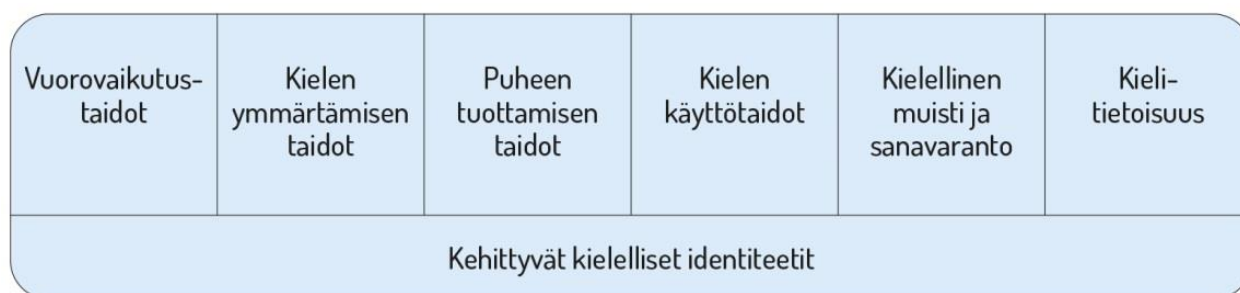 Vuorovaikutus-
taidot
Kielen
ymmärtämisen
taidot
Puheen
tuottamisen
taidot
Kielen
käyttötaidot
Kielellinen
muisti ja
sanavaranto
Kieli-
tietoisuus
Kehittyvät kielelliset identiteetit